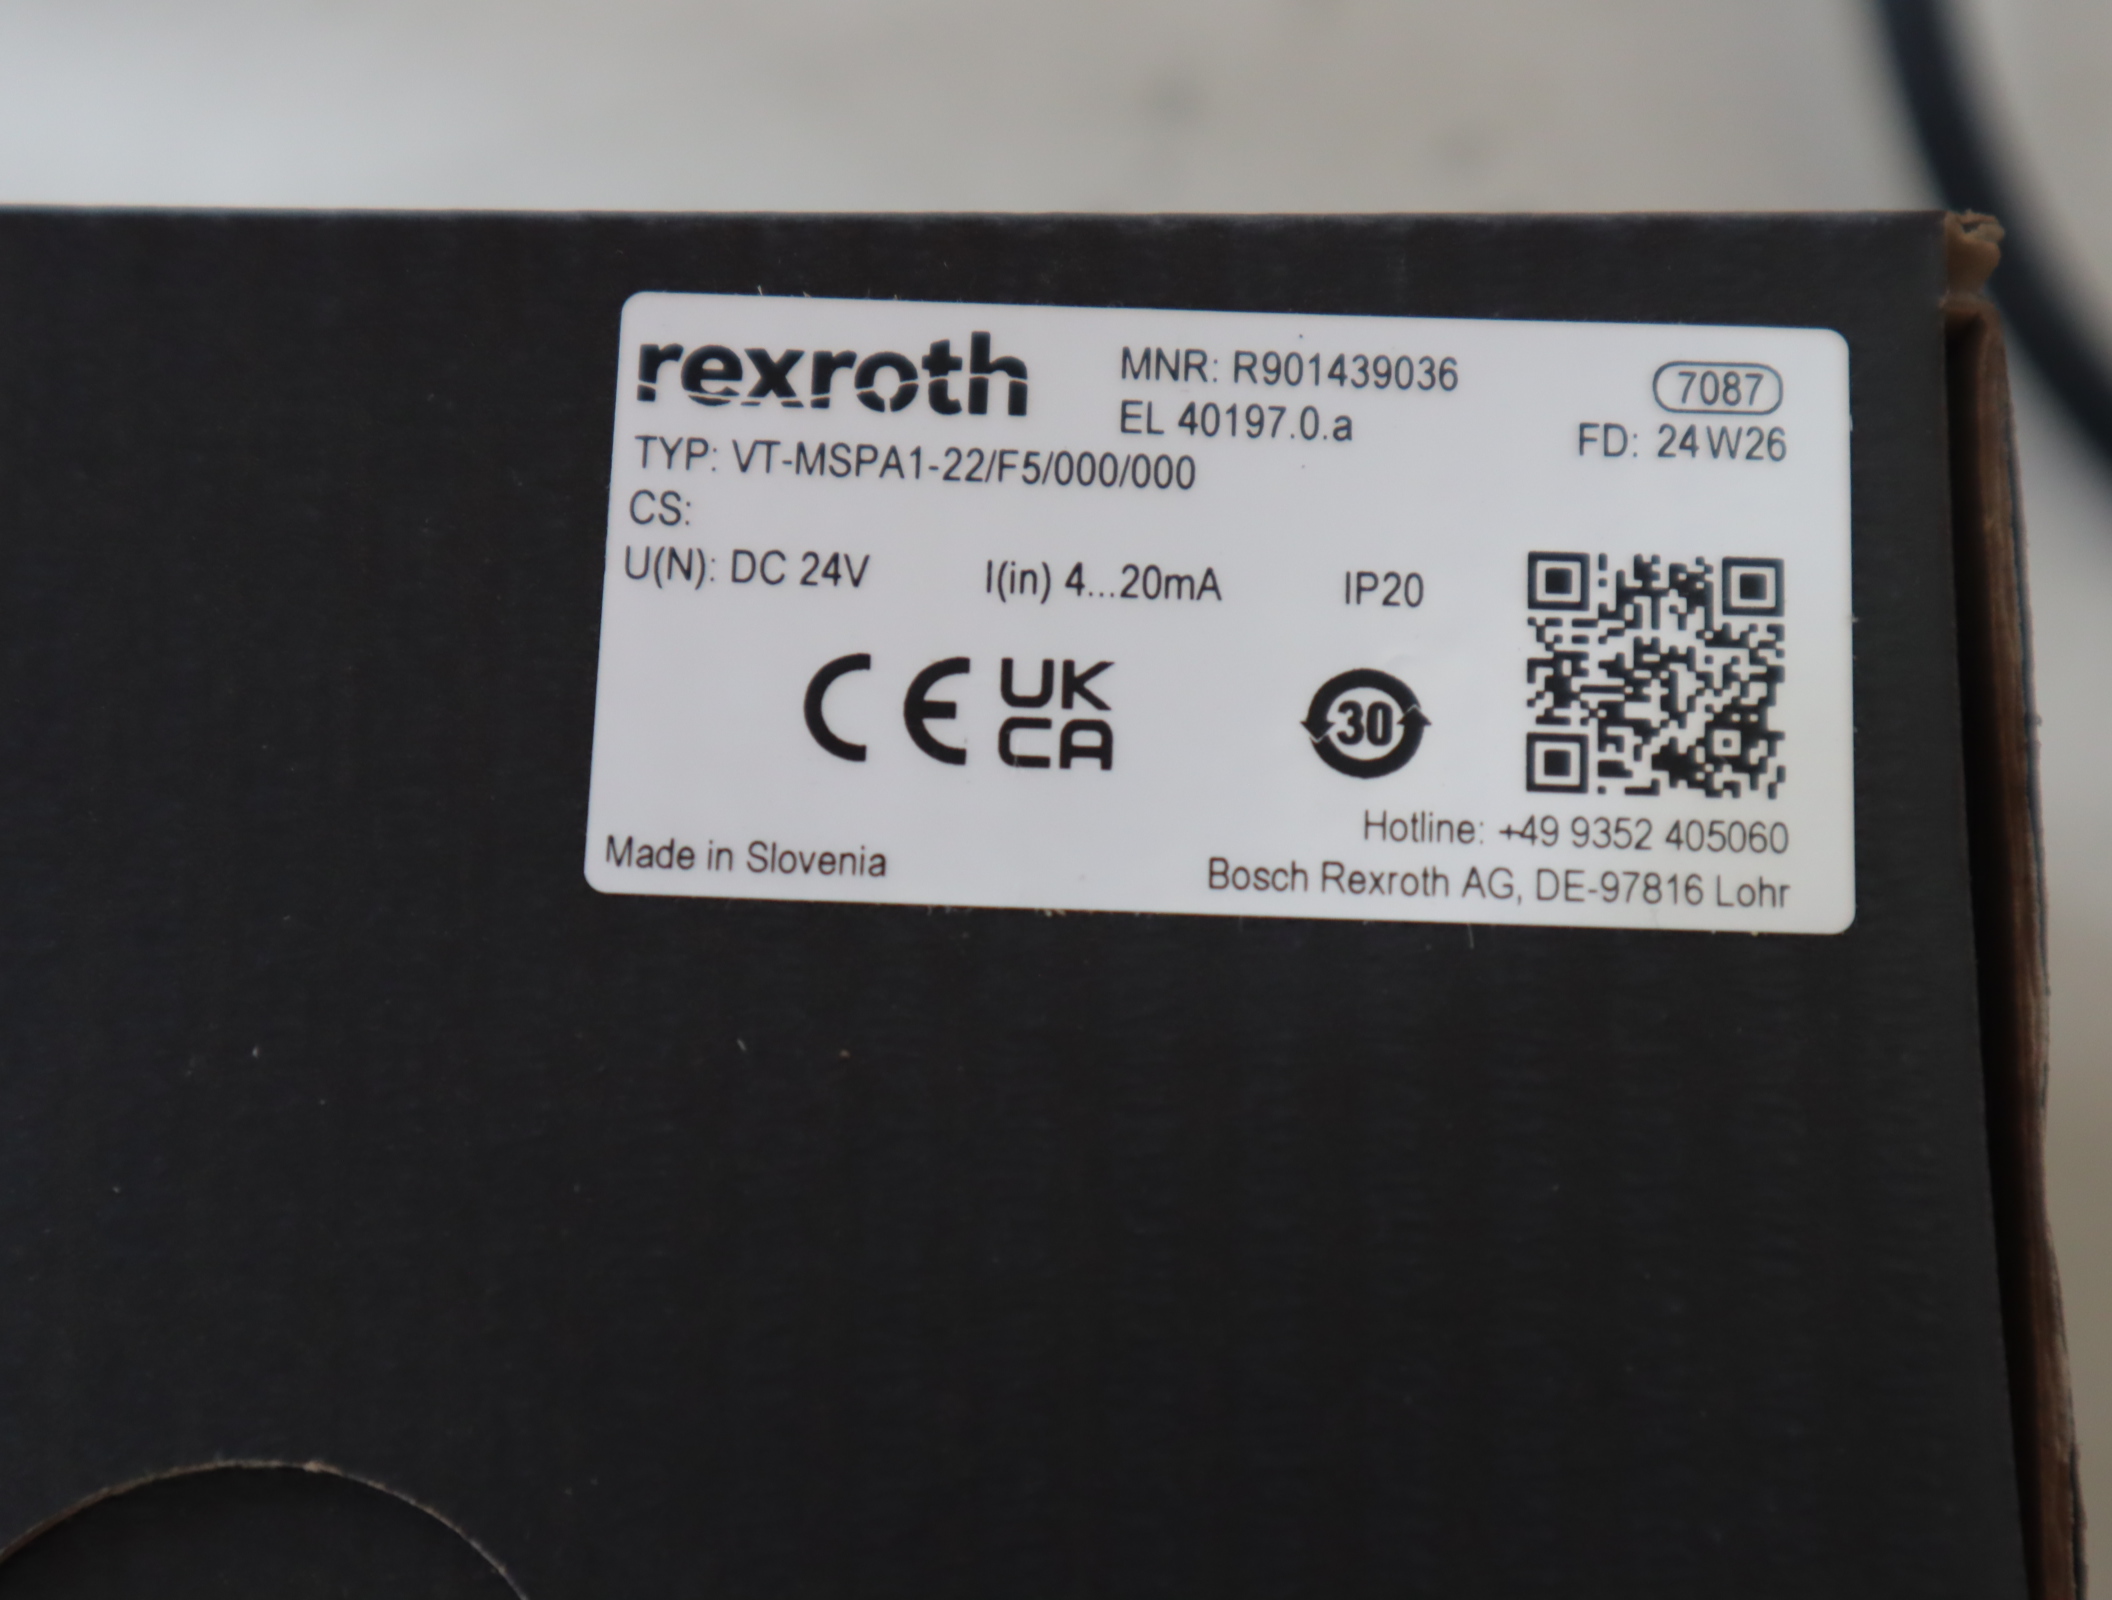 rexroth
MNR: R901439036
7087
EL 40197.0.a
FD: 24W26
TYP: VT-MSPA1-22/F5/000/000
CS:
U(N): DC 24V
I(in) 4...20mA
IP20
CE
UK
CA
30
Hotline: +49 9352 405060
Made in Slovenia
Bosch Rexroth AG, DE-97816 Lohr